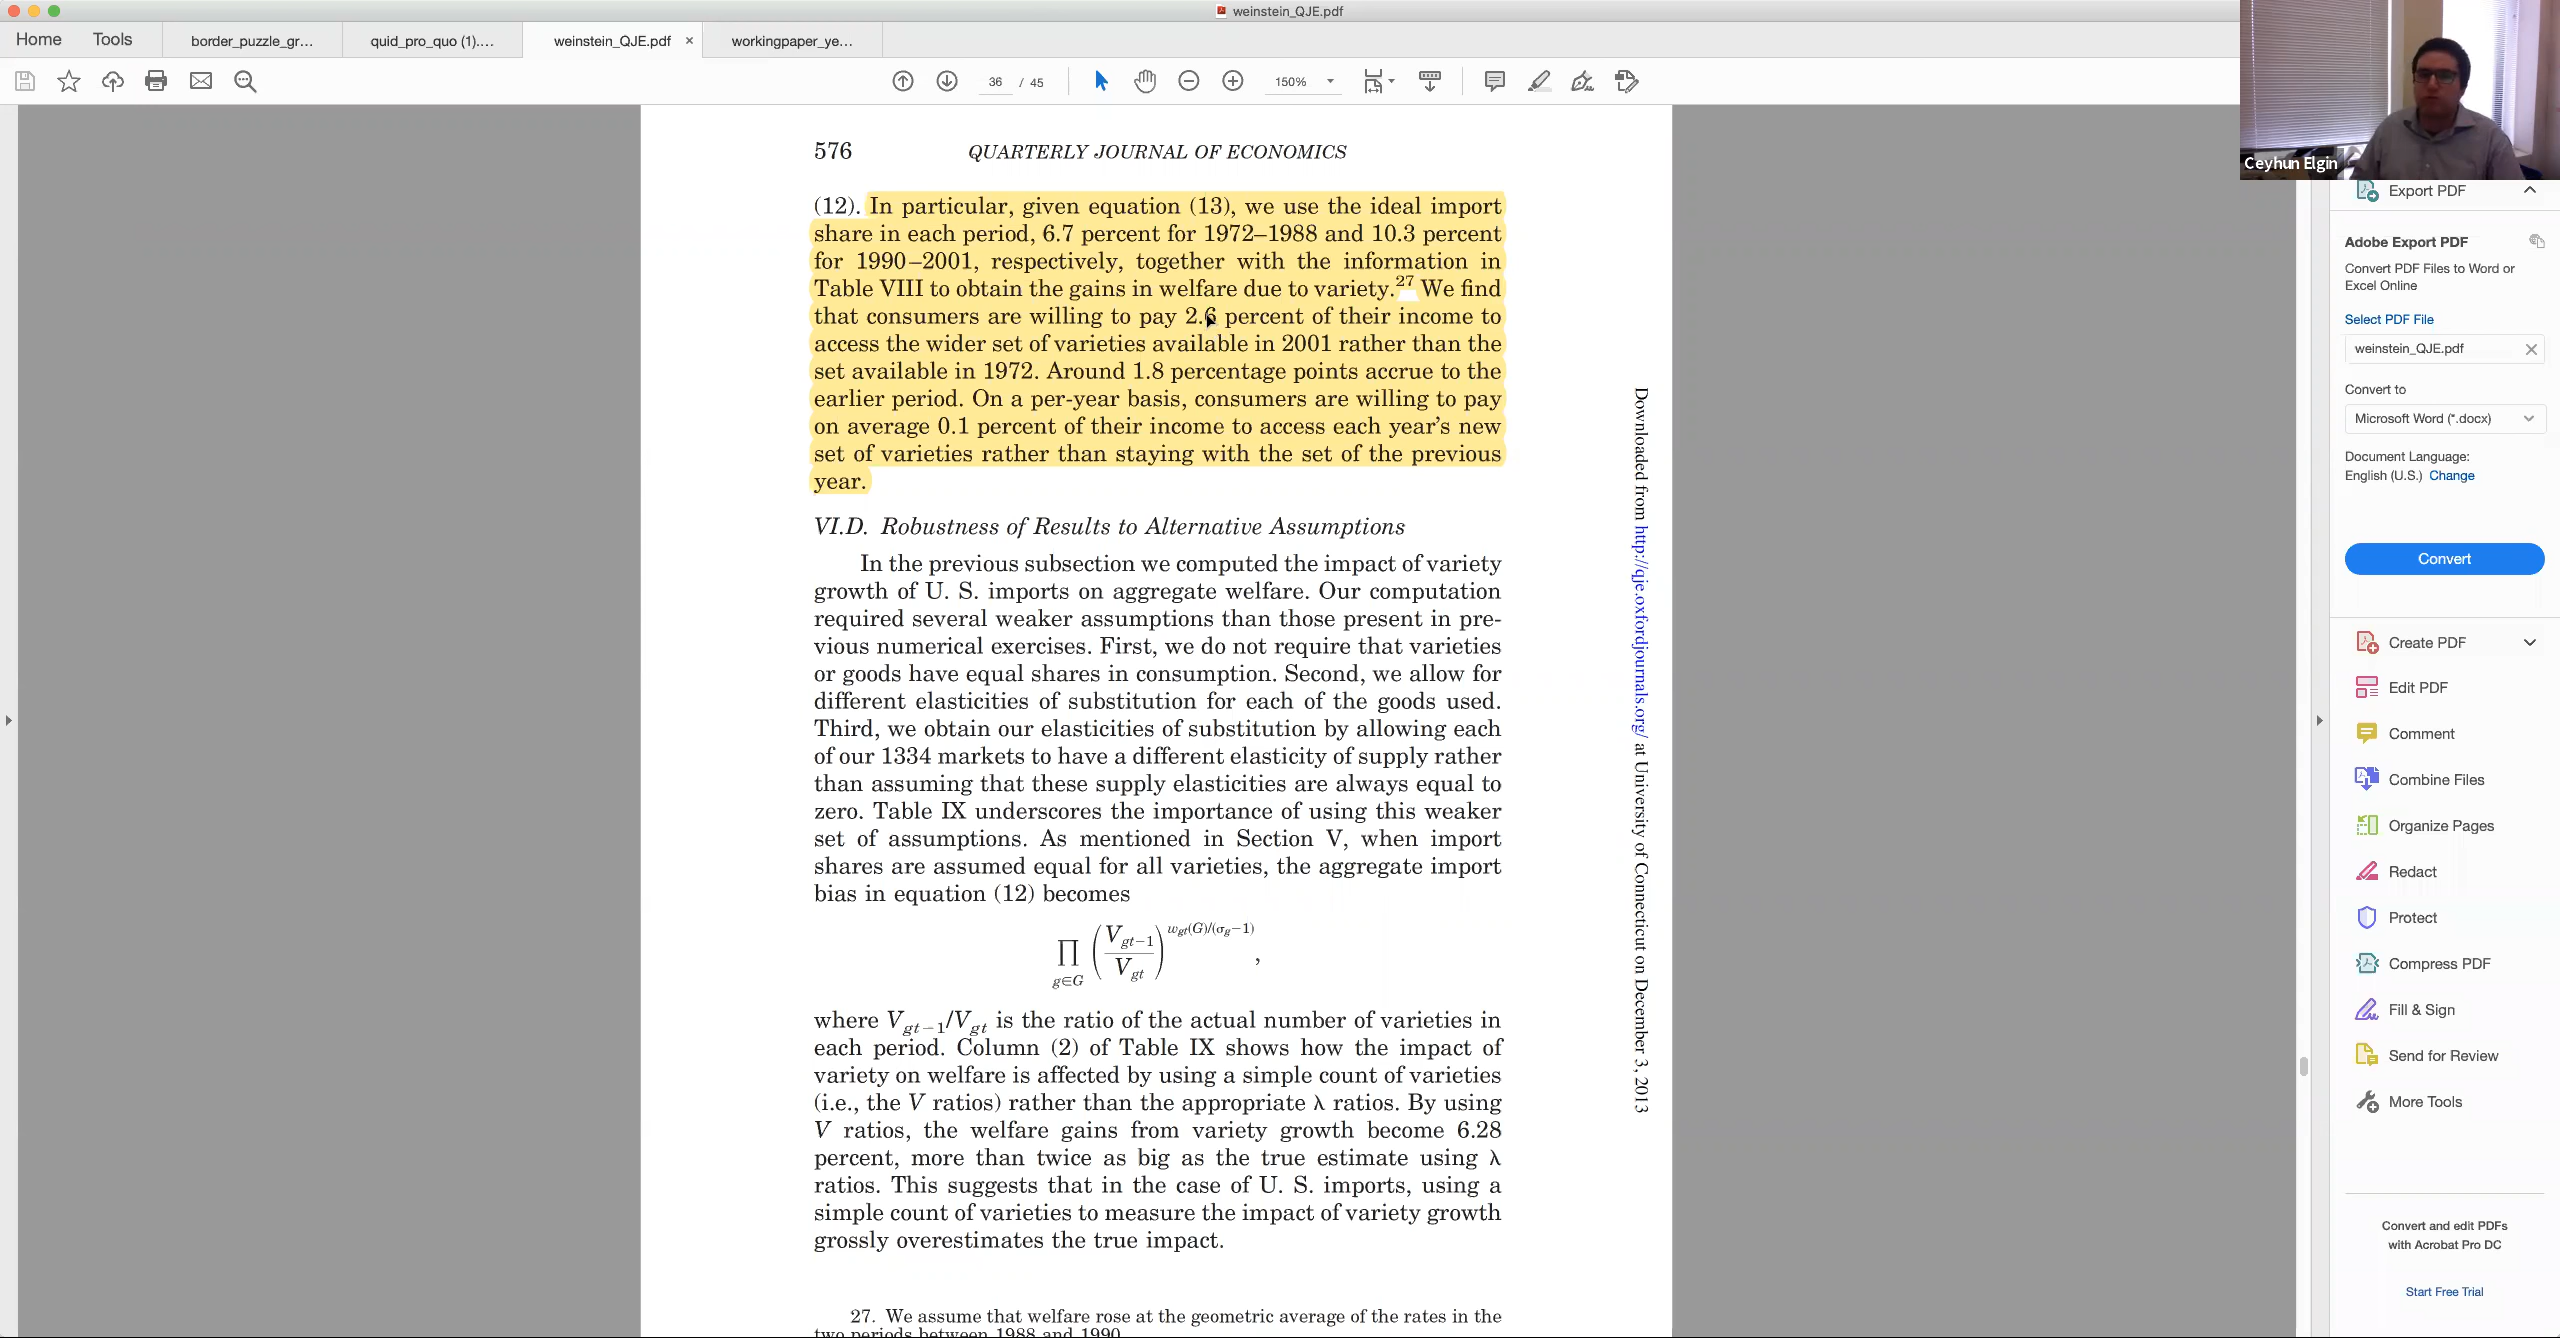 weinstein_QJE.pdf
Home
Tools
border_puzzle_gr...
quid_pro_quo (1)....
weinstein_QJE.pdf ×
workingpaper_ye...
36 / 45
150%
Ceyhun Elgin
576 QUARTERLY JOURNAL OF ECONOMICS
(12). In particular, given equation (13), we use the ideal import
share in each period, 6.7 percent for 1972–1988 and 10.3 percent
for 1990–2001, respectively, together with the information in
Table VIII to obtain the gains in welfare due to variety.27 We find
that consumers are willing to pay 2.6 percent of their income to
access the wider set of varieties available in 2001 rather than the
set available in 1972. Around 1.8 percentage points accrue to the
earlier period. On a per-year basis, consumers are willing to pay
on average 0.1 percent of their income to access each year's new
set of varieties rather than staying with the set of the previous
year.
VI.D. Robustness of Results to Alternative Assumptions
In the previous subsection we computed the impact of variety
growth of U. S. imports on aggregate welfare. Our computation
required several weaker assumptions than those present in pre-
vious numerical exercises. First, we do not require that varieties
or goods have equal shares in consumption. Second, we allow for
different elasticities of substitution for each of the goods used.
Third, we obtain our elasticities of substitution by allowing each
of our 1334 markets to have a different elasticity of supply rather
than assuming that these supply elasticities are always equal to
zero. Table IX underscores the importance of using this weaker
set of assumptions. As mentioned in Section V, when import
shares are assumed equal for all varieties, the aggregate import
bias in equation (12) becomes
∏ g∈G (Vgt−1 / Vgt) wgt(G)/(σg−1) ,
where Vgt−1/Vgt is the ratio of the actual number of varieties in
each period. Column (2) of Table IX shows how the impact of
variety on welfare is affected by using a simple count of varieties
(i.e., the V ratios) rather than the appropriate λ ratios. By using
V ratios, the welfare gains from variety growth become 6.28
percent, more than twice as big as the true estimate using λ
ratios. This suggests that in the case of U. S. imports, using a
simple count of varieties to measure the impact of variety growth
grossly overestimates the true impact.
27. We assume that welfare rose at the geometric average of the rates in the
two periods between 1988 and 1990.
Downloaded from http://qje.oxfordjournals.org/ at University of Connecticut on December 3, 2013
Export PDF
Adobe Export PDF
Convert PDF Files to Word or
Excel Online
Select PDF File
weinstein_QJE.pdf
Convert to
Microsoft Word (*.docx)
Document Language:
English (U.S.) Change
Convert
Create PDF
Edit PDF
Comment
Combine Files
Organize Pages
Redact
Protect
Compress PDF
Fill & Sign
Send for Review
More Tools
Convert and edit PDFs
with Acrobat Pro DC
Start Free Trial